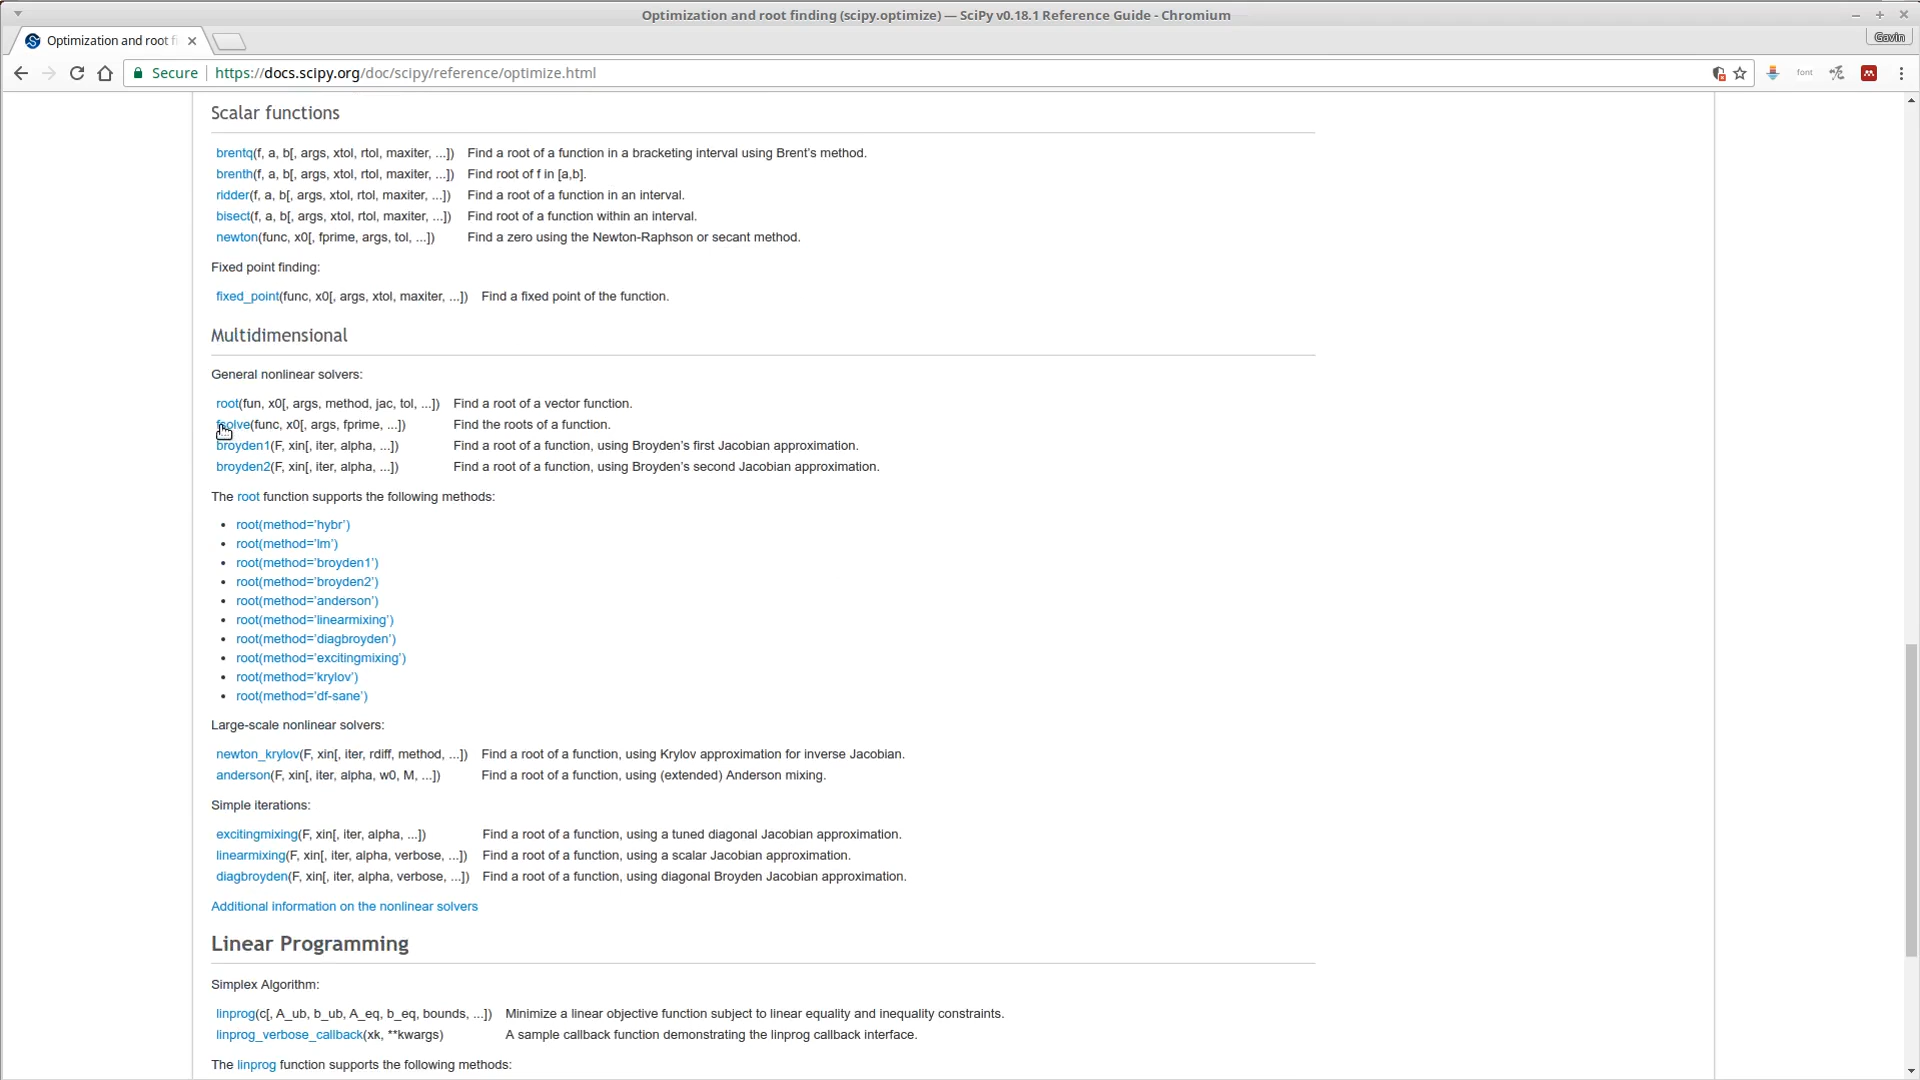 Optimization and root finding (scipy.optimize) — SciPy v0.18.1 Reference Guide - Chromium
Optimization and root fi
Gavin
Secure
https://docs.scipy.org/doc/scipy/reference/optimize.html
font
Scalar functions
brentq(f, a, b[, args, xtol, rtol, maxiter, ...]) Find a root of a function in a bracketing interval using Brent’s method.
brenth(f, a, b[, args, xtol, rtol, maxiter, ...]) Find root of f in [a,b].
ridder(f, a, b[, args, xtol, rtol, maxiter, ...]) Find a root of a function in an interval.
bisect(f, a, b[, args, xtol, rtol, maxiter, ...]) Find root of a function within an interval.
newton(func, x0[, fprime, args, tol, ...]) Find a zero using the Newton-Raphson or secant method.
Fixed point finding:
fixed_point(func, x0[, args, xtol, maxiter, ...]) Find a fixed point of the function.
Multidimensional
General nonlinear solvers:
root(fun, x0[, args, method, jac, tol, ...]) Find a root of a vector function.
fsolve(func, x0[, args, fprime, ...]) Find the roots of a function.
broyden1(F, xin[, iter, alpha, ...]) Find a root of a function, using Broyden’s first Jacobian approximation.
broyden2(F, xin[, iter, alpha, ...]) Find a root of a function, using Broyden’s second Jacobian approximation.
The root function supports the following methods:
• root(method=’hybr’)
• root(method=’lm’)
• root(method=’broyden1’)
• root(method=’broyden2’)
• root(method=’anderson’)
• root(method=’linearmixing’)
• root(method=’diagbroyden’)
• root(method=’excitingmixing’)
• root(method=’krylov’)
• root(method=’df-sane’)
Large-scale nonlinear solvers:
newton_krylov(F, xin[, iter, rdiff, method, ...]) Find a root of a function, using Krylov approximation for inverse Jacobian.
anderson(F, xin[, iter, alpha, w0, M, ...]) Find a root of a function, using (extended) Anderson mixing.
Simple iterations:
excitingmixing(F, xin[, iter, alpha, ...]) Find a root of a function, using a tuned diagonal Jacobian approximation.
linearmixing(F, xin[, iter, alpha, verbose, ...]) Find a root of a function, using a scalar Jacobian approximation.
diagbroyden(F, xin[, iter, alpha, verbose, ...]) Find a root of a function, using diagonal Broyden Jacobian approximation.
Additional information on the nonlinear solvers
Linear Programming
Simplex Algorithm:
linprog(c[, A_ub, b_ub, A_eq, b_eq, bounds, ...]) Minimize a linear objective function subject to linear equality and inequality constraints.
linprog_verbose_callback(xk, **kwargs) A sample callback function demonstrating the linprog callback interface.
The linprog function supports the following methods: